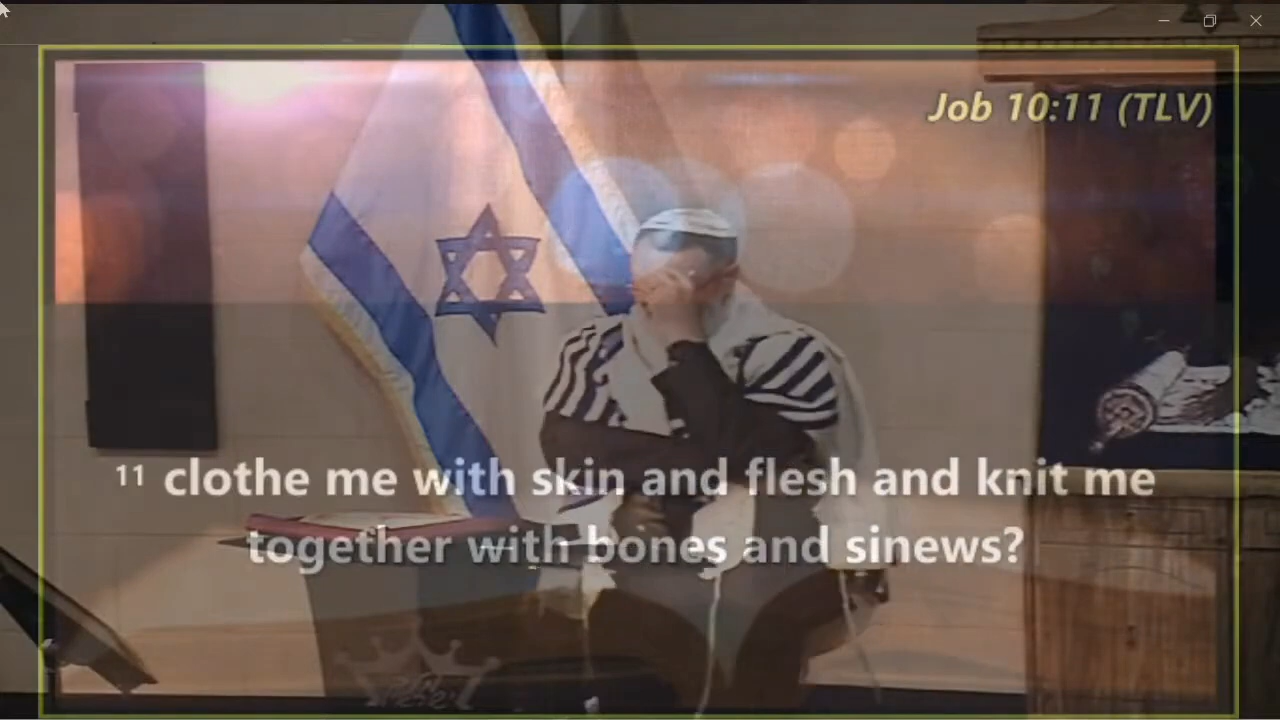 Job 10:11 (TLV)
11 clothe me with skin and flesh and knit me
together with bones and sinews?